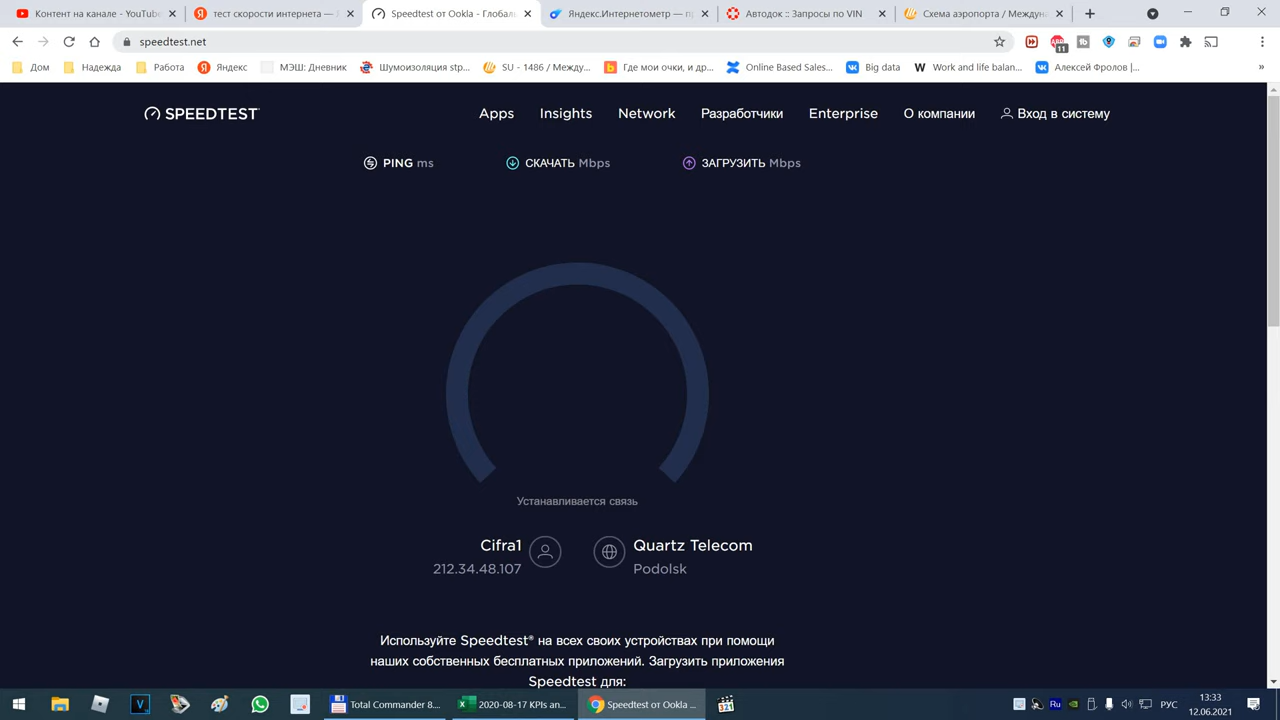 Контент на канале - YouTube
тест скорости интернета —
Speedtest от Ookla - Глобаль
Яндекс.Интернетометр — пр
Автодок :: Запросы по VIN
Схема аэропорта / Междун
speedtest.net
11
Дом
Надежда
Работа
Яндекс
МЭШ: Дневник
Шумоизоляция stp...
SU - 1486 / Между...
Где мои очки, и др...
Online Based Sales...
Big data
Work and life balan...
Алексей Фролов |...
»
SPEEDTEST
Apps
Insights
Network
Разработчики
Enterprise
О компании
Вход в систему
PING ms
СКАЧАТЬ Mbps
ЗАГРУЗИТЬ Mbps
Устанавливается связь
Cifra1
212.34.48.107
Quartz Telecom
Podolsk
Используйте Speedtest® на всех своих устройствах при помощи
наших собственных бесплатных приложений. Загрузить приложения
Speedtest для:
Total Commander 8....
2020-08-17 KPIs an...
Speedtest от Ookla ...
321
Ru
РУС
13:33
12.06.2021